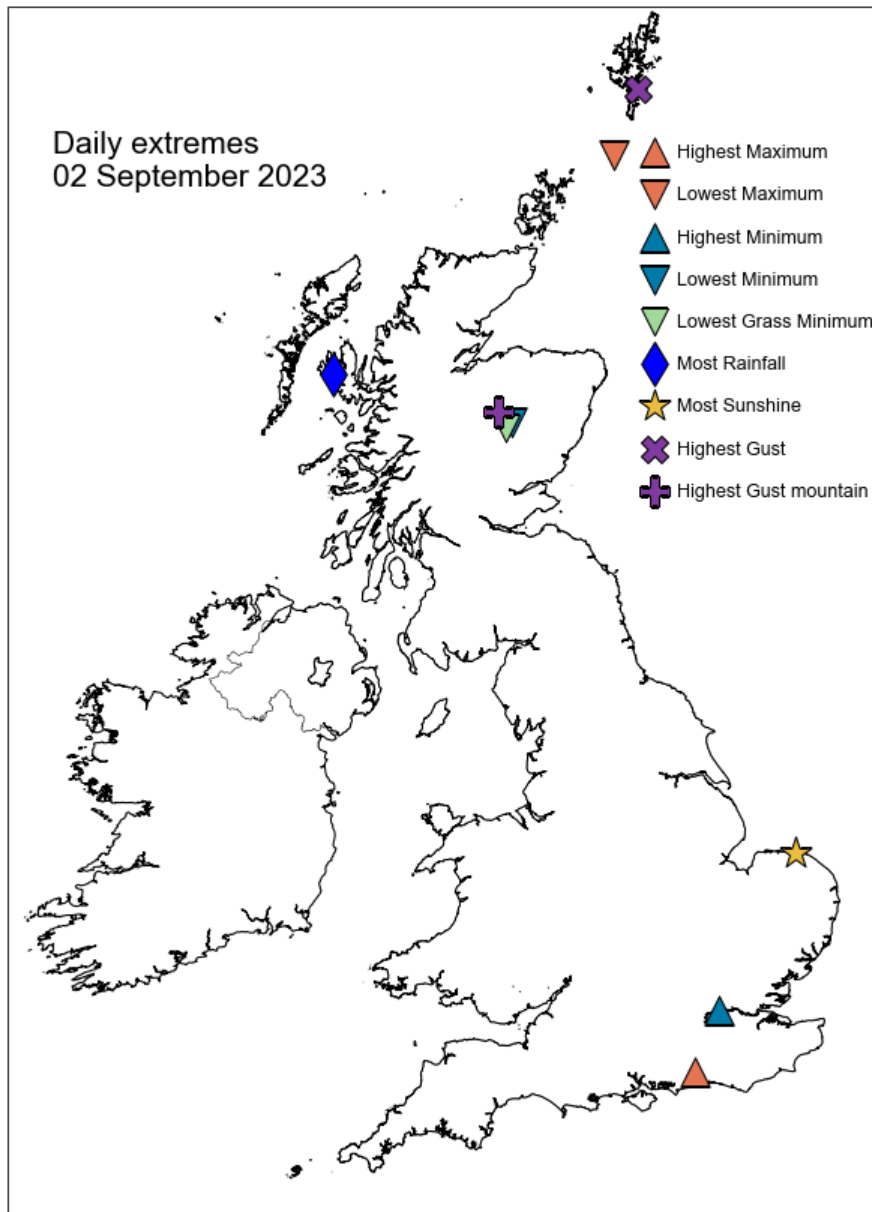 Daily extremes
02 September 2023
Highest Maximum
Lowest Maximum
Highest Minimum
Lowest Minimum
Lowest Grass Minimum
Most Rainfall
Most Sunshine
Highest Gust
Highest Gust mountain